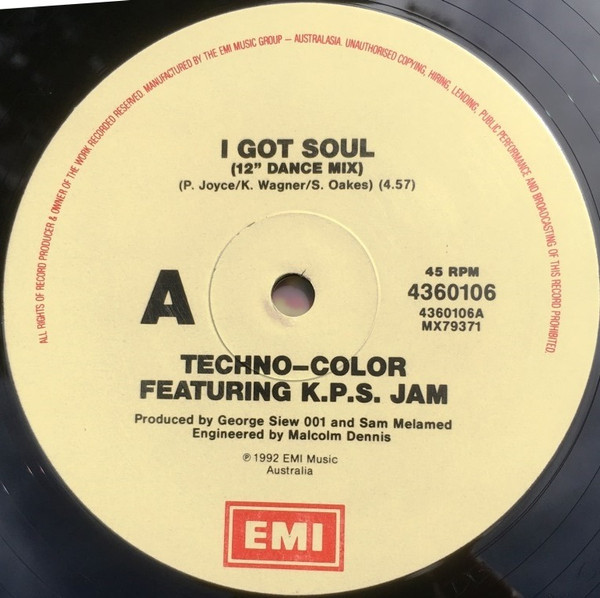 ALL RIGHTS OF RECORD PRODUCER & OWNER OF THE WORK RECORDED RESERVED. MANUFACTURED BY THE EMI MUSIC GROUP – AUSTRALASIA. UNAUTHORISED COPYING, HIRING, LENDING, PUBLIC PERFORMANCE AND BROADCASTING OF THIS RECORD PROHIBITED.
I GOT SOUL
(12" DANCE MIX)
(P. Joyce/K. Wagner/S. Oakes) (4.57)
A
45 RPM
4360106
4360106A
MX79371
TECHNO–COLOR
FEATURING K.P.S. JAM
Produced by George Siew 001 and Sam Melamed
Engineered by Malcolm Dennis
℗ 1992 EMI Music
Australia
EMI